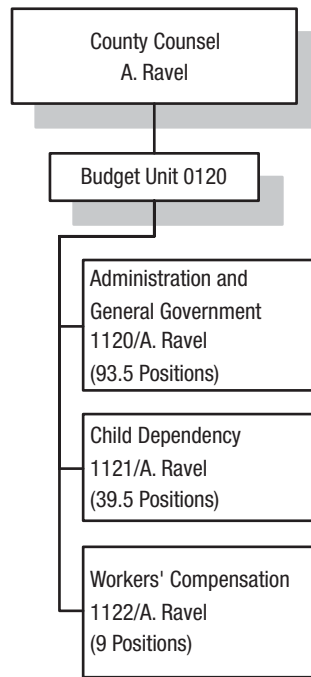 County Counsel
A. Ravel
Budget Unit 0120
Administration and
General Government
1120/A. Ravel
(93.5 Positions)
Child Dependency
1121/A. Ravel
(39.5 Positions)
Workers' Compensation
1122/A. Ravel
(9 Positions)